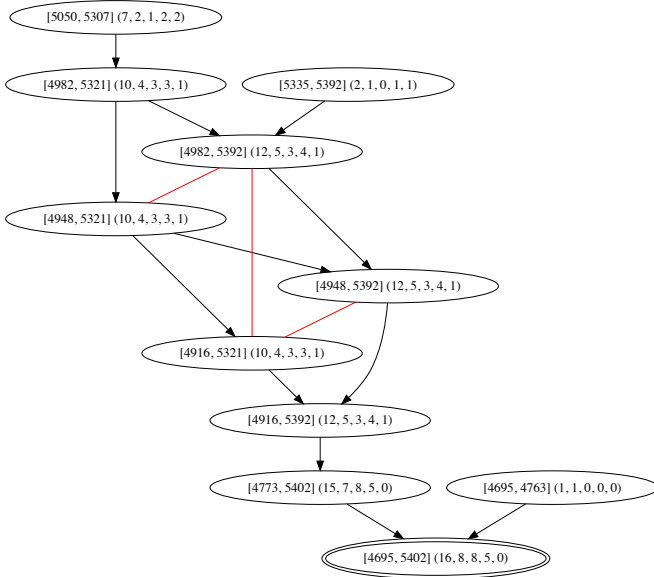 [5050, 5307] (7, 2, 1, 2, 2)
[4982, 5321] (10, 4, 3, 3, 1)
[5335, 5392] (2, 1, 0, 1, 1)
[4982, 5392] (12, 5, 3, 4, 1)
[4948, 5321] (10, 4, 3, 3, 1)
[4948, 5392] (12, 5, 3, 4, 1)
[4916, 5321] (10, 4, 3, 3, 1)
[4916, 5392] (12, 5, 3, 4, 1)
[4773, 5402] (15, 7, 8, 5, 0)
[4695, 4763] (1, 1, 0, 0, 0)
[4695, 5402] (16, 8, 8, 5, 0)